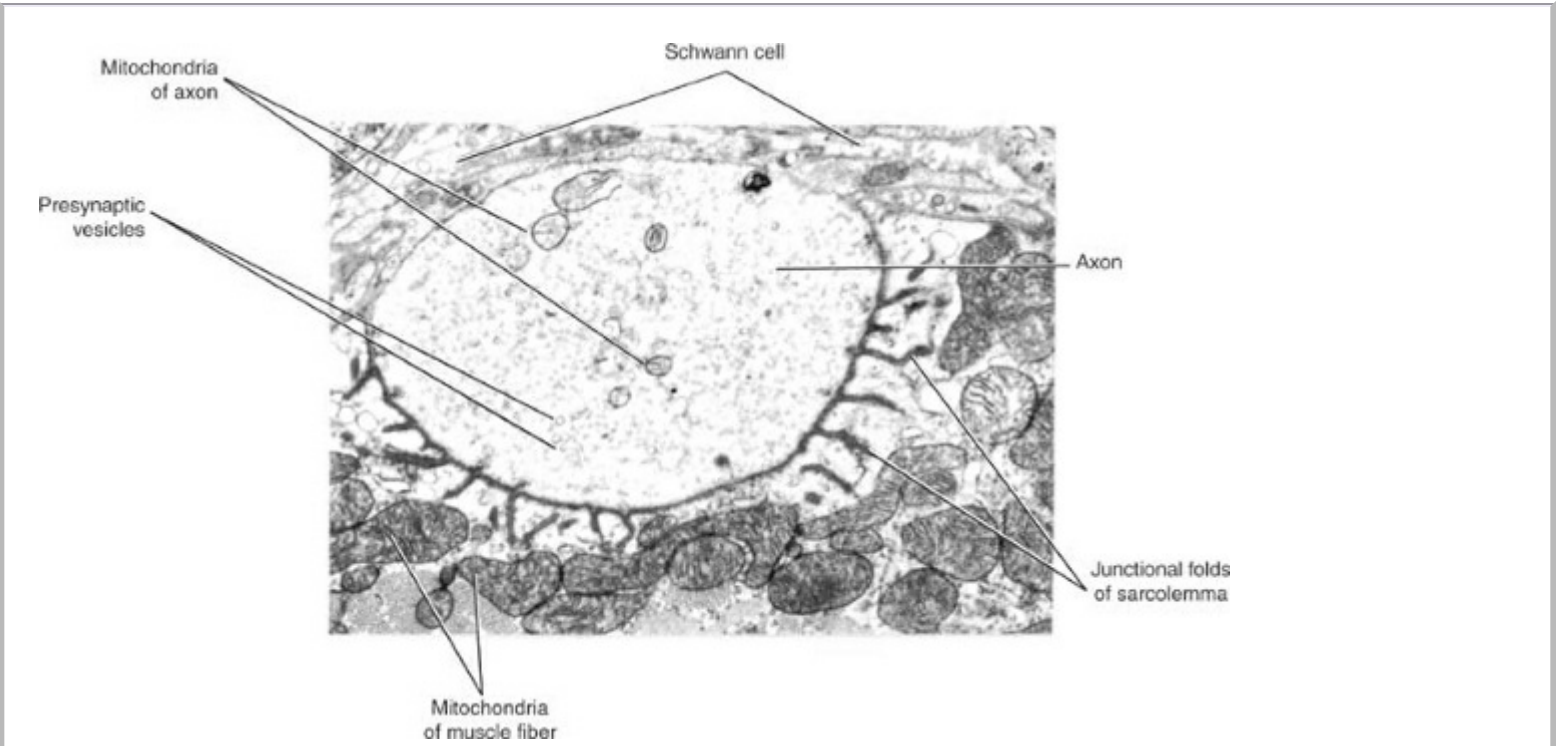 Schwann cell
Mitochondria
of axon
Presynaptic
vesicles
Axon
Junctional folds
of sarcolemma
Mitochondria
of muscle fiber